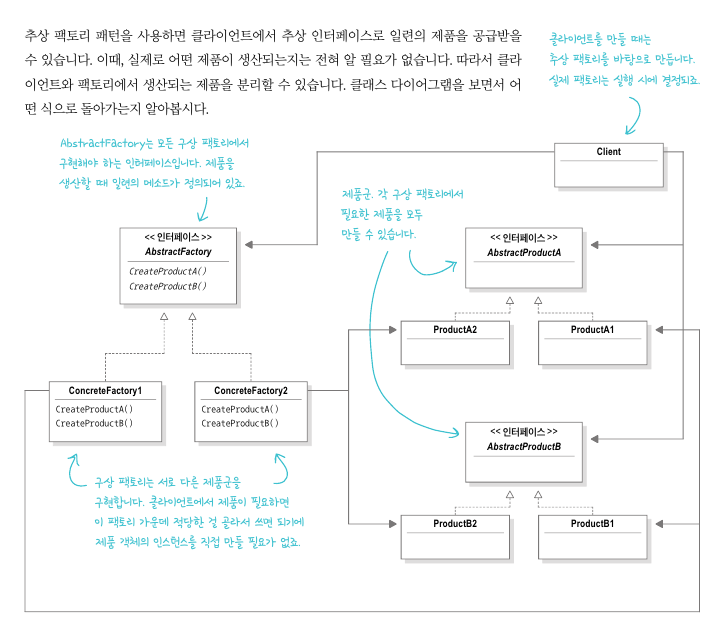 추상 팩토리 패턴을 사용하면 클라이언트에서 추상 인터페이스로 일련의 제품을 공급받을
수 있습니다. 이때, 실제로 어떤 제품이 생산되는지는 전혀 알 필요가 없습니다. 따라서 클라
이언트와 팩토리에서 생산되는 제품을 분리할 수 있습니다. 클래스 다이어그램을 보면서 어
떤 식으로 돌아가는지 알아봅시다.
클라이언트를 만들 때는
추상 팩토리를 바탕으로 만듭니다.
실제 팩토리는 실행 시에 결정되죠.
AbstractFactory는 모든 구상 팩토리에서
구현해야 하는 인터페이스입니다. 제품을
생산할 때 일련의 메소드가 정의되어 있죠.
Client
제품군. 각 구상 팩토리에서
필요한 제품을 모두
만들 수 있습니다.
<< 인터페이스 >>
AbstractFactory
CreateProductA()
CreateProductB()
<< 인터페이스 >>
AbstractProductA
ProductA2
ProductA1
ConcreteFactory1
CreateProductA()
CreateProductB()
ConcreteFactory2
CreateProductA()
CreateProductB()
<< 인터페이스 >>
AbstractProductB
구상 팩토리는 서로 다른 제품군을
구현합니다. 클라이언트에서 제품이 필요하면
이 팩토리 가운데 적당한 걸 골라서 쓰면 되기에
제품 객체의 인스턴스를 직접 만들 필요가 없죠.
ProductB2
ProductB1